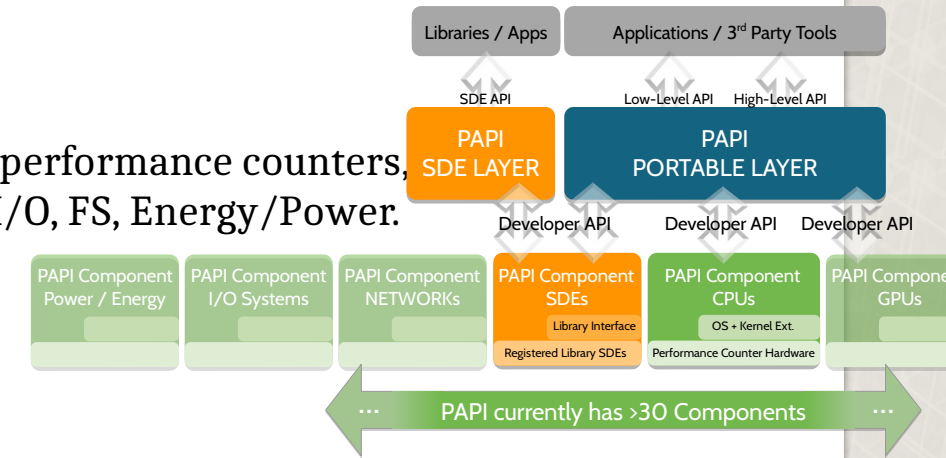 Libraries / Apps
Applications / 3rd Party Tools
SDE API
Low-Level API
High-Level API
PAPI
SDE LAYER
PAPI
PORTABLE LAYER
performance counters,
I/O, FS, Energy/Power.
Developer API
Developer API
Developer API
PAPI Component
Power / Energy
PAPI Component
I/O Systems
PAPI Component
NETWORKs
PAPI Component
SDEs
Library Interface
Registered Library SDEs
PAPI Component
CPUs
OS + Kernel Ext.
Performance Counter Hardware
PAPI Compone
GPUs
... PAPI currently has >30 Components ...